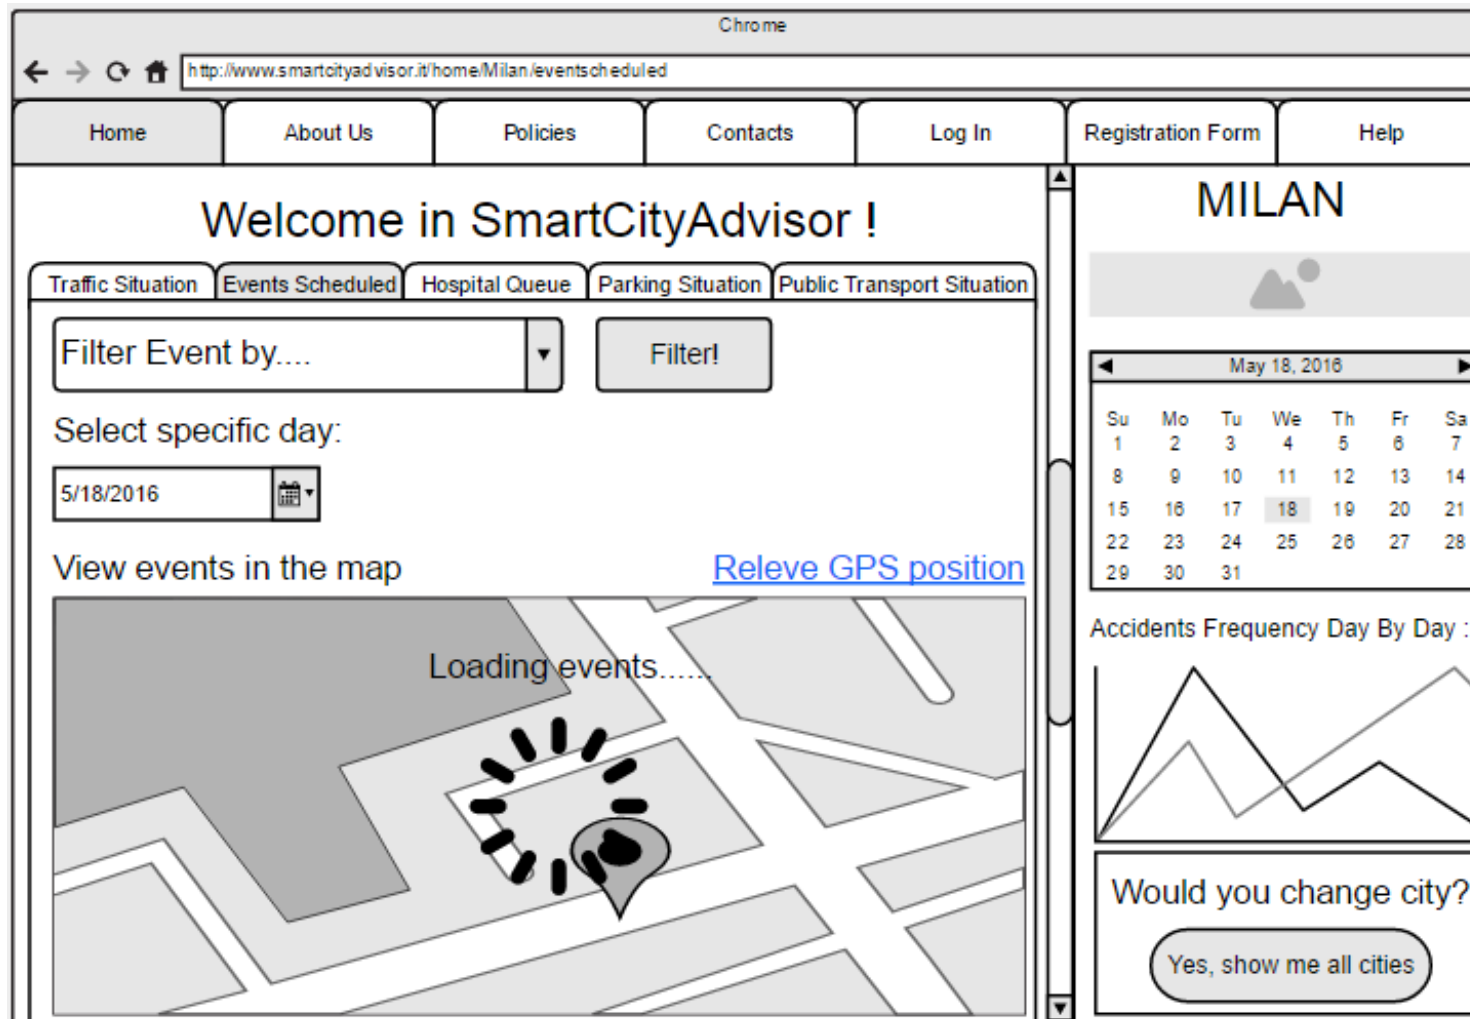 Chrome
http://www.smartcityadvisor.it/home/Milan/eventscheduled
Home About Us Policies Contacts Log In Registration Form Help
Welcome in SmartCityAdvisor !
Traffic Situation Events Scheduled Hospital Queue Parking Situation Public Transport Situation
Filter Event by.... Filter!
Select specific day:
5/18/2016
View events in the map Releve GPS position
Loading events......
MILAN
May 18, 2016
Su Mo Tu We Th Fr Sa
1 2 3 4 5 6 7
8 9 10 11 12 13 14
15 16 17 18 19 20 21
22 23 24 25 26 27 28
29 30 31
Accidents Frequency Day By Day :
Would you change city?
Yes, show me all cities